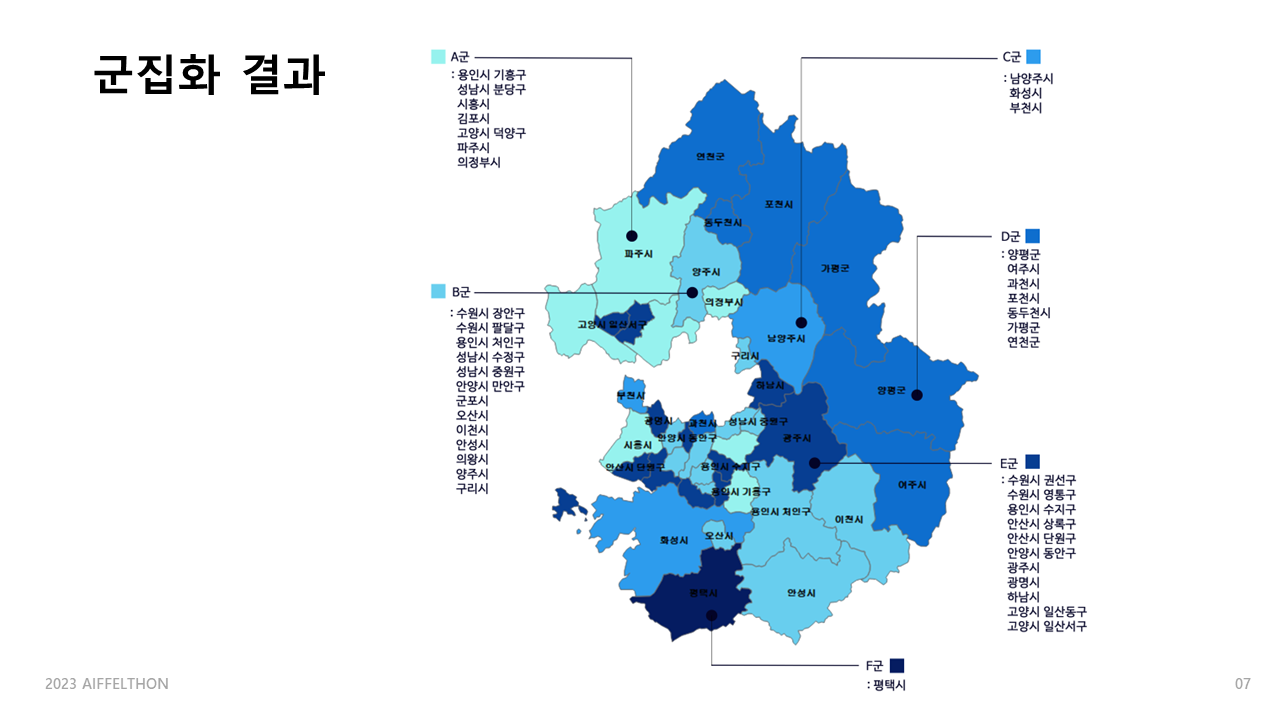 군집화 결과
A군
: 용인시 기흥구
성남시 분당구
시흥시
김포시
고양시 덕양구
파주시
의정부시
B군
: 수원시 장안구
수원시 팔달구
용인시 처인구
성남시 수정구
성남시 중원구
안양시 만안구
군포시
오산시
이천시
안성시
의왕시
양주시
구리시
C군
: 남양주시
화성시
부천시
D군
: 양평군
여주시
과천시
포천시
동두천시
가평군
연천군
E군
: 수원시 권선구
수원시 영통구
용인시 수지구
안산시 상록구
안산시 단원구
안양시 동안구
광주시
광명시
하남시
고양시 일산동구
고양시 일산서구
F군
: 평택시
연천군
포천시
동두천시
파주시
양주시
가평군
의정부시
고양시 일산서구
남양주시
구리시
하남시
양평군
부천시
광명시
과천시
성남시 중원구
안양시 동안구
광주시
시흥시
안산시 단원구
용인시 수지구
여주시
용인시 기흥구
용인시 처인구
이천시
화성시
오산시
평택시
안성시
2023 AIFFELTHON
07